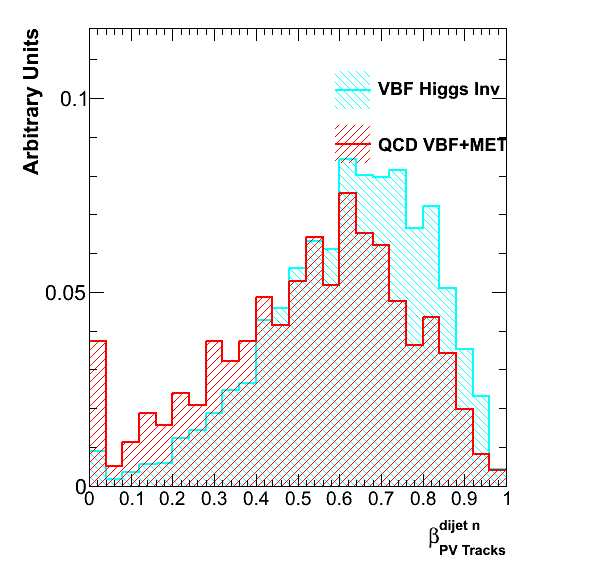 Arbitrary Units
0.1
0.05
0
VBF Higgs Inv
QCD VBF+MET
0 0.1 0.2 0.3 0.4 0.5 0.6 0.7 0.8 0.9 1
β dijet n
PV Tracks